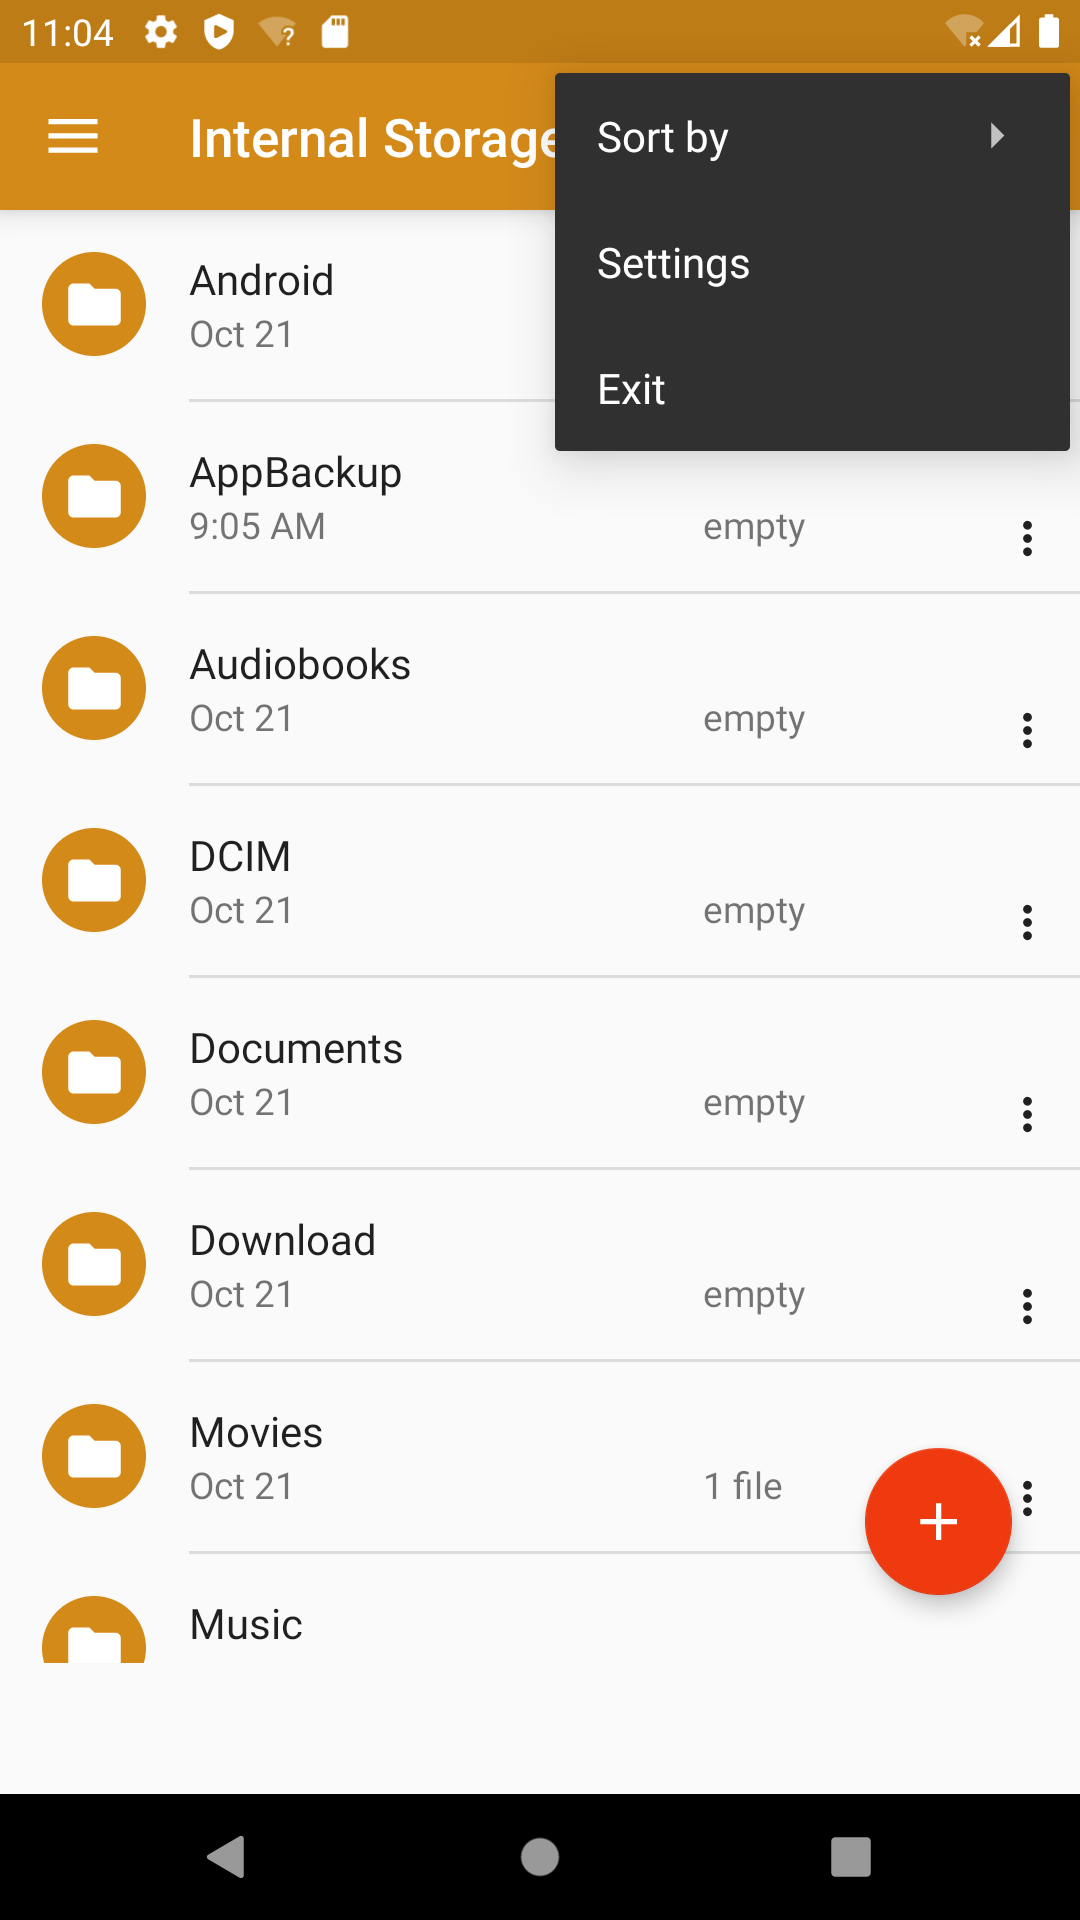 11:04
Internal Storage
Sort by
Settings
Exit
Android
Oct 21
AppBackup
9:05 AM
empty
Audiobooks
Oct 21
empty
DCIM
Oct 21
empty
Documents
Oct 21
empty
Download
Oct 21
empty
Movies
Oct 21
1 file
Music